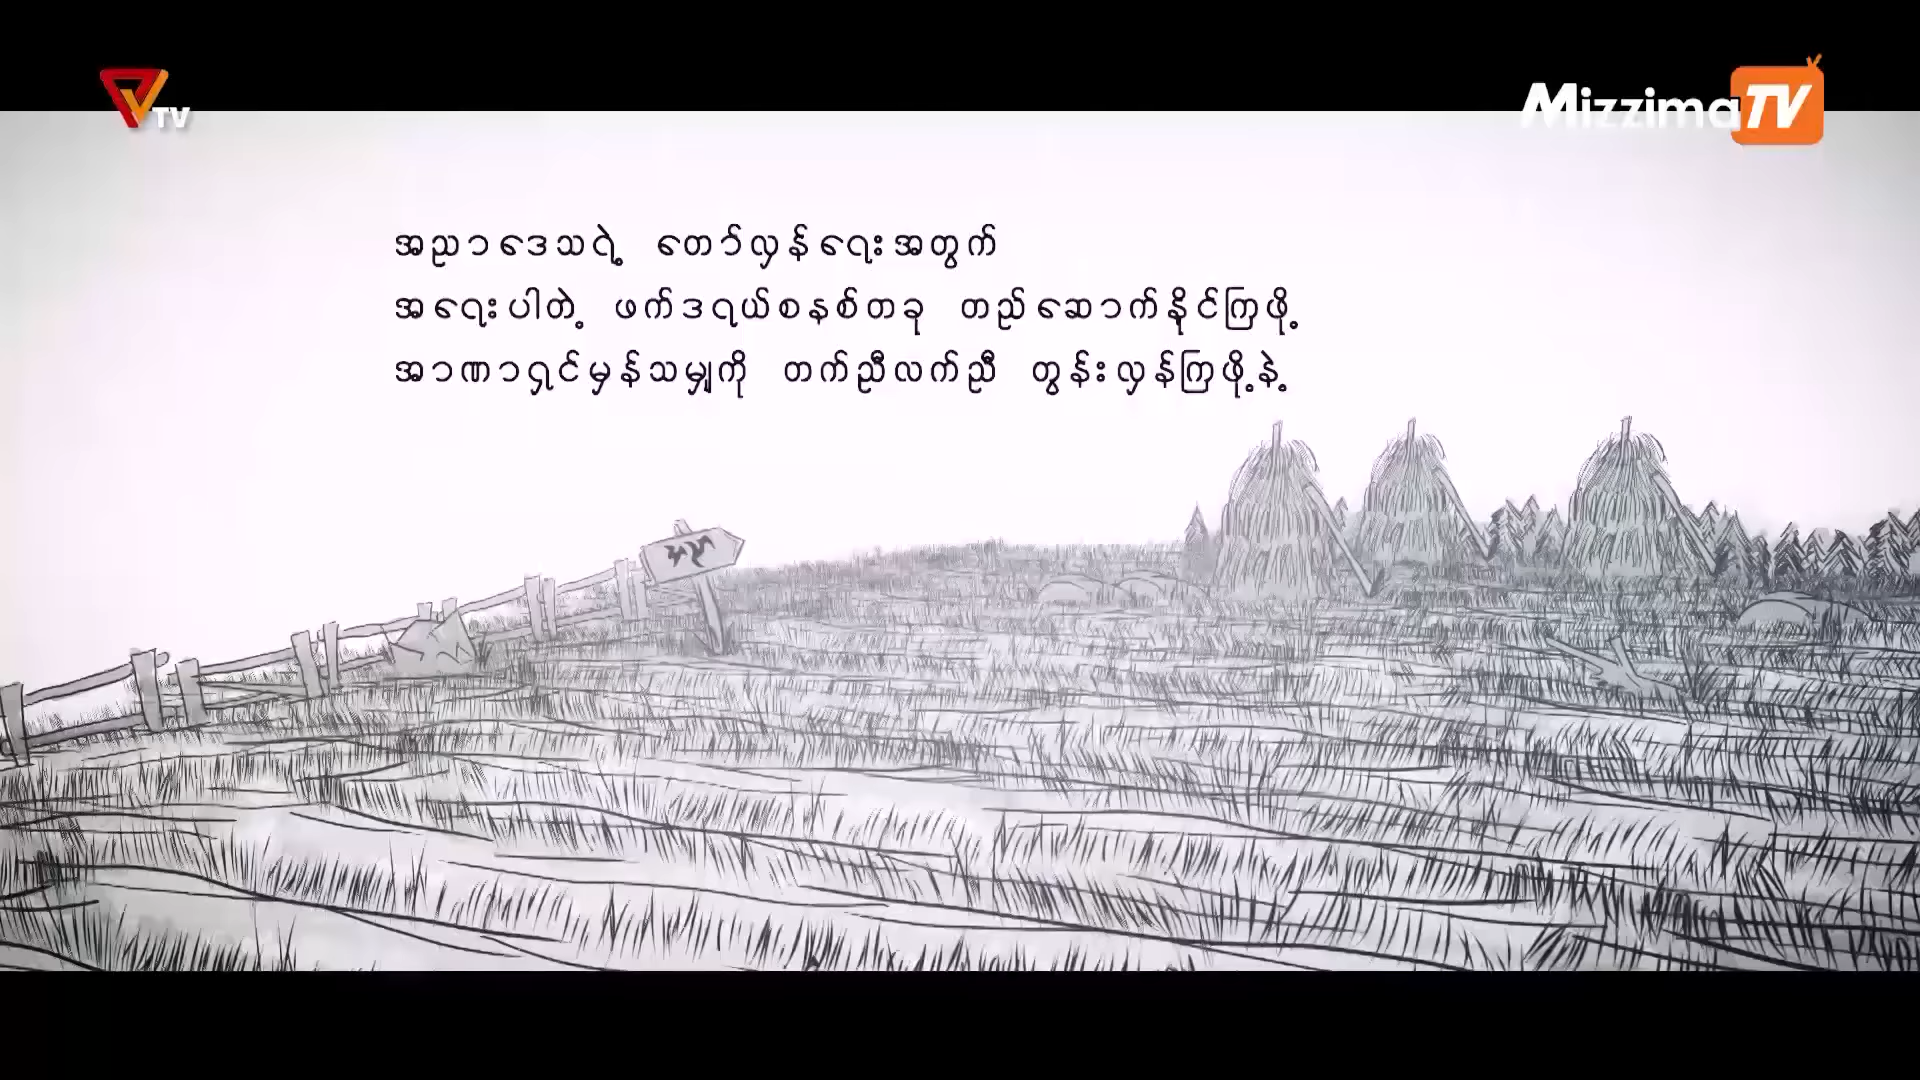 TV
MizzimaTV
အညာဒေသရဲ့ တော်လှန်ရေးအတွက်
အရေးပါတဲ့ ဖက်ဒရယ်စနစ်တခု တည်ဆောက်နိုင်ကြဖို့
အာဏာရှင်မှန်သမျှကို တက်ညီလက်ညီ တွန်းလှန်ကြဖို့နဲ့